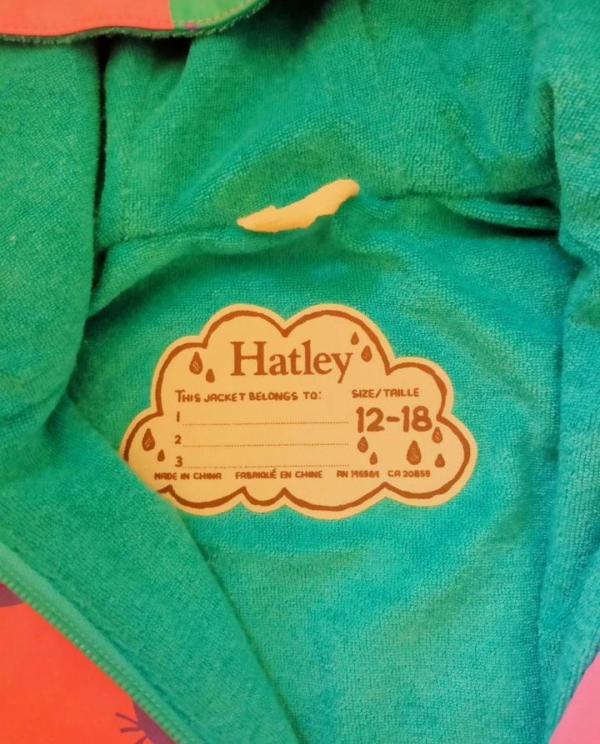 Hatley
THIS JACKET BELONGS TO: SIZE/TAILLE
1 12-18
2
3
MADE IN CHINA FABRIQUÉ EN CHINE RN CA 20859